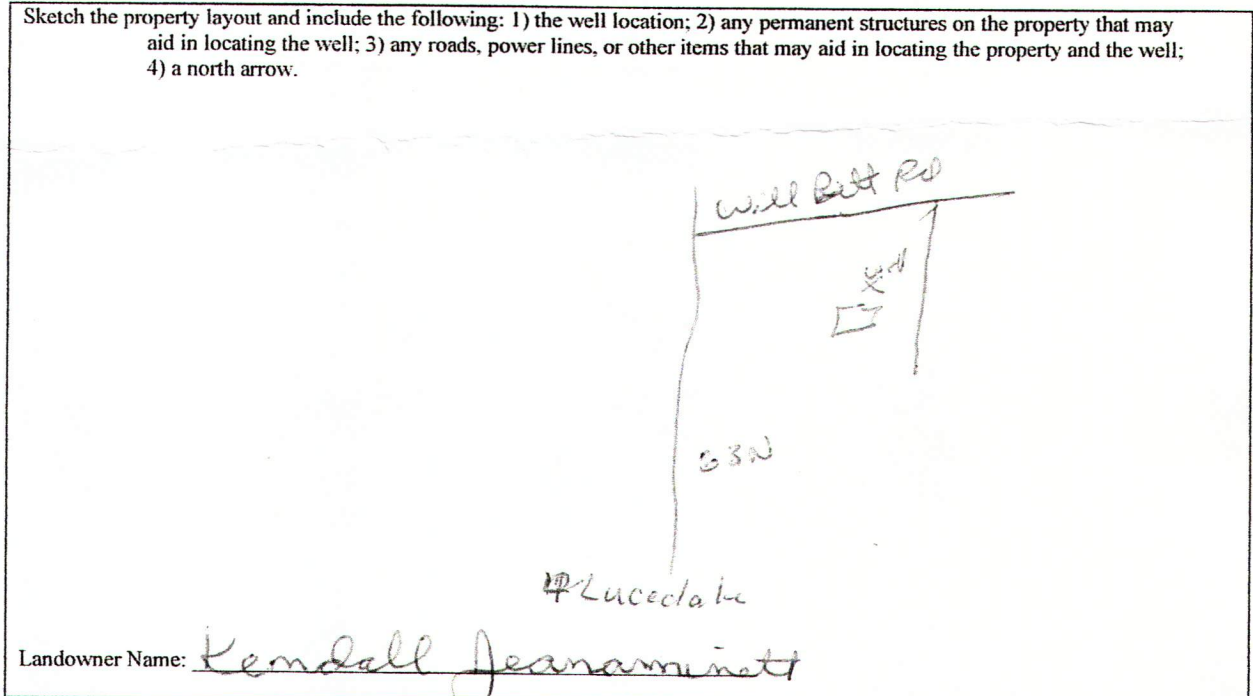 Sketch the property layout and include the following: 1) the well location; 2) any permanent structures on the property that may
aid in locating the well; 3) any roads, power lines, or other items that may aid in locating the property and the well;
4) a north arrow.
Will Britt Rd
Well
63N
Lucedale
Landowner Name: Kendall